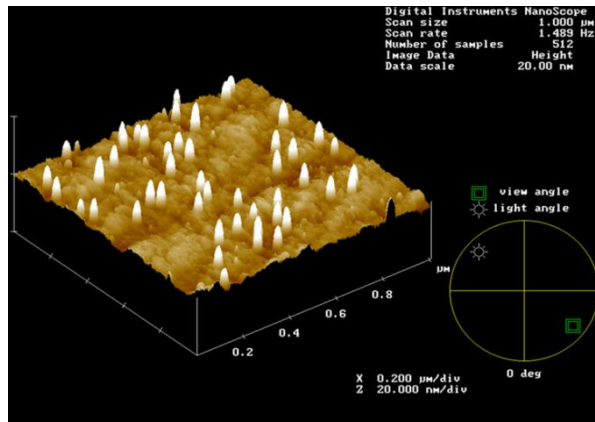 Digital Instruments NanoScope
Scan size 1.000 µm
Scan rate 1.489 Hz
Number of samples 512
Image Data Height
Data scale 20.00 nm
view angle
light angle
µm
0.8
0.6
0.4
0.2
X 0.200 µm/div
Z 20.000 nm/div
0 deg